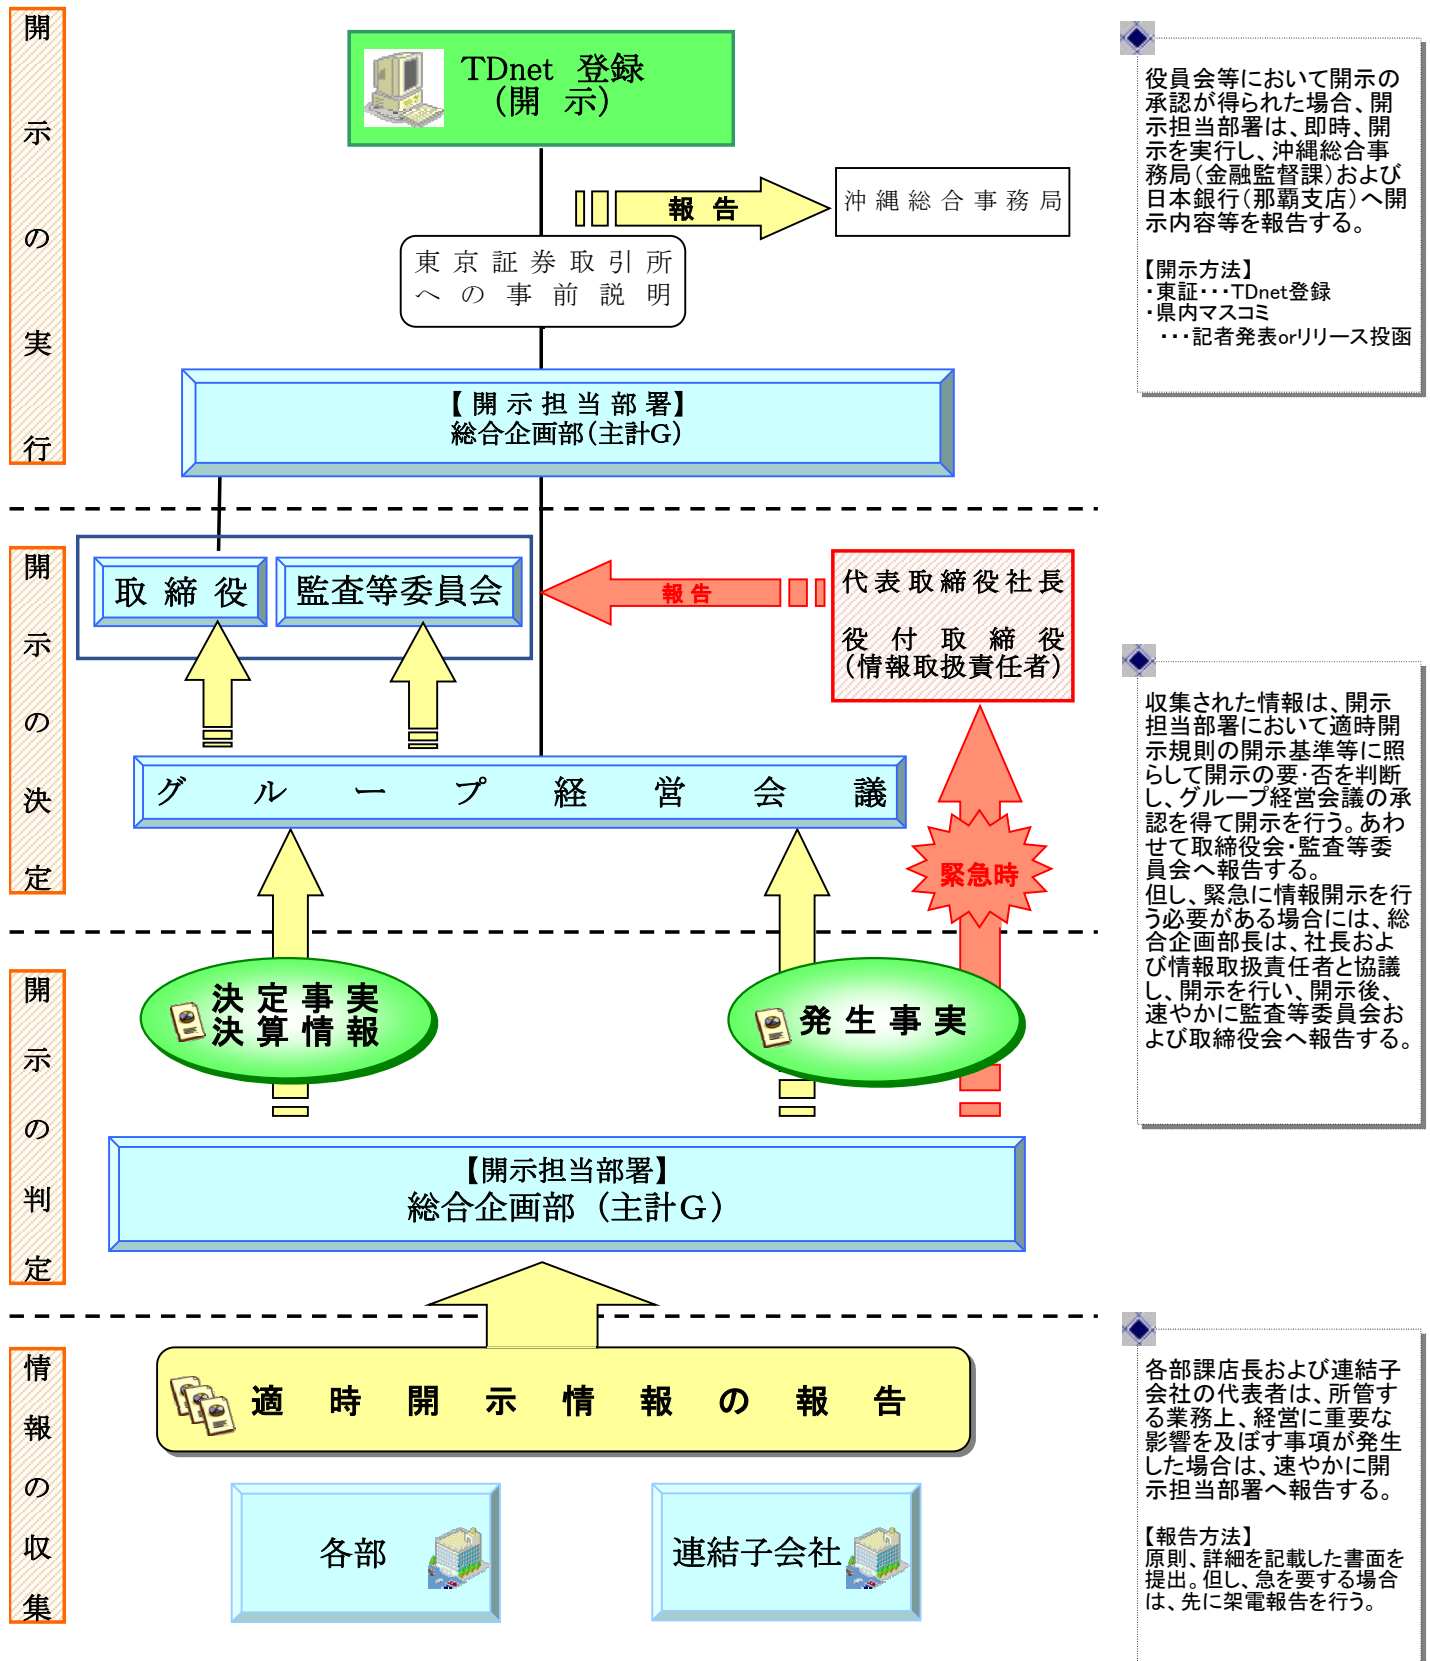 開示の実行
TDnet 登録
(開 示)
報 告
沖縄総合事務局
東京証券取引所
への事前説明
【開示担当部署】
総合企画部(主計G)
役員会等において開示の
承認が得られた場合、開
示担当部署は、即時、開
示を実行し、沖縄総合事
務局(金融監督課)および
日本銀行(那覇支店)へ開
示内容等を報告する。
【開示方法】
・東証・・・TDnet登録
・県内マスコミ
・・・記者発表orリリース投函
開示の決定
取締役
監査等委員会
報告
代表取締役社長
役付取締役
(情報取扱責任者)
グループ経営会議
緊急時
収集された情報は、開示
担当部署において適時開
示規則の開示基準等に照
らして開示の要・否を判断
し、グループ経営会議の承
認を得て開示を行う。あわ
せて取締役会・監査等委
員会へ報告する。
但し、緊急に情報開示を行
う必要がある場合には、総
合企画部長は、社長およ
び情報取扱責任者と協議
し、開示を行い、開示後、
速やかに監査等委員会お
よび取締役会へ報告する。
開示の判定
決定事実
決算情報
発生事実
【開示担当部署】
総合企画部(主計G)
情報の収集
適時開示情報の報告
各部
連結子会社
各部課店長および連結子
会社の代表者は、所管す
る業務上、経営に重要な
影響を及ぼす事項が発生
した場合は、速やかに開
示担当部署へ報告する。
【報告方法】
原則、詳細を記載した書面を
提出。但し、急を要する場合
は、先に架電報告を行う。